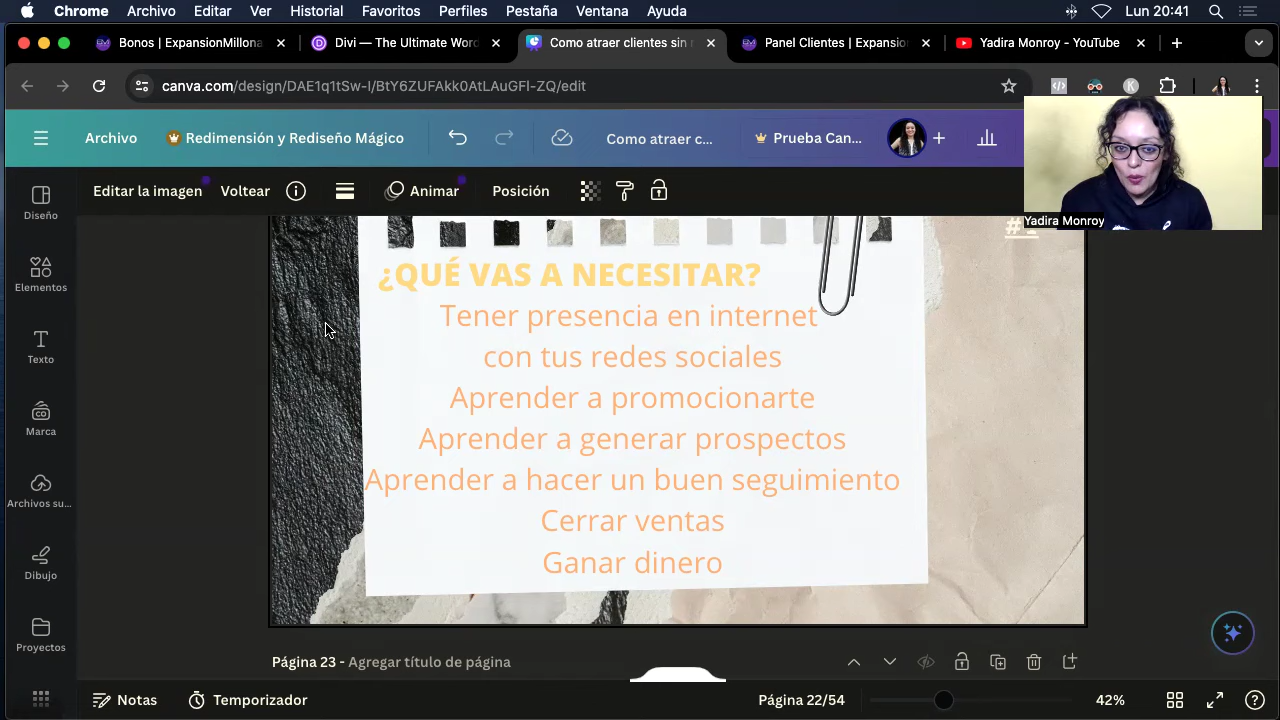 Chrome Archivo Editar Ver Historial Favoritos Perfiles Pestaña Ventana Ayuda Lun 20:41
Bonos | ExpansionMillona Divi — The Ultimate Word Como atraer clientes sin r Panel Clientes | Expansio Yadira Monroy - YouTube
canva.com/design/DAE1q1tSw-I/BtY6ZUFAkk0AtLAuGFI-ZQ/edit
Archivo Redimensión y Rediseño Mágico Como atraer c... Prueba Can...
Editar la imagen Voltear Animar Posición
Yadira Monroy
Diseño
Elementos
Texto
Marca
Archivos su...
Dibujo
Proyectos
¿QUÉ VAS A NECESITAR?
Tener presencia en internet
con tus redes sociales
Aprender a promocionarte
Aprender a generar prospectos
Aprender a hacer un buen seguimiento
Cerrar ventas
Ganar dinero
Página 23 - Agregar título de página
Notas Temporizador Página 22/54 42%